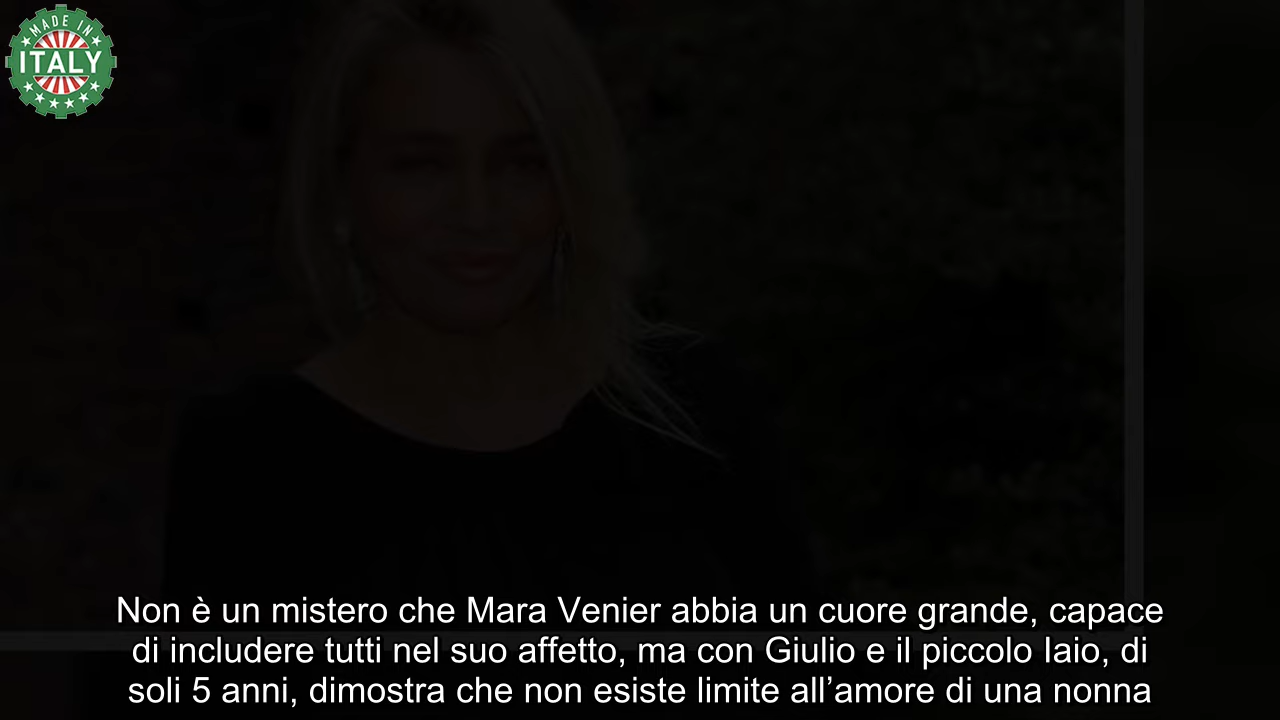 MADE IN
ITALY
Non è un mistero che Mara Venier abbia un cuore grande, capace
di includere tutti nel suo affetto, ma con Giulio e il piccolo Iaio, di
soli 5 anni, dimostra che non esiste limite all’amore di una nonna